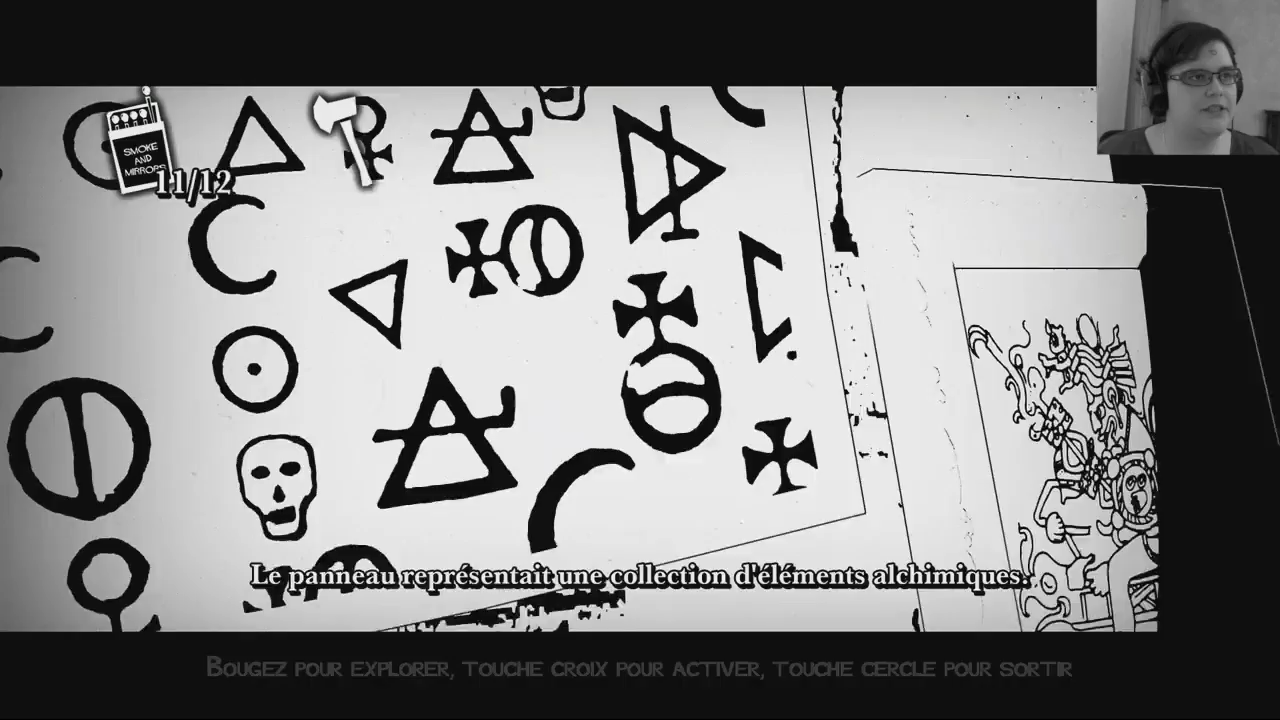 SMOKE
AND
MIRRORS
11/12
Le panneau représentait une collection d'éléments alchimiques.
BOUGEZ POUR EXPLORER, TOUCHE CROIX POUR ACTIVER, TOUCHE CERCLE POUR SORTIR